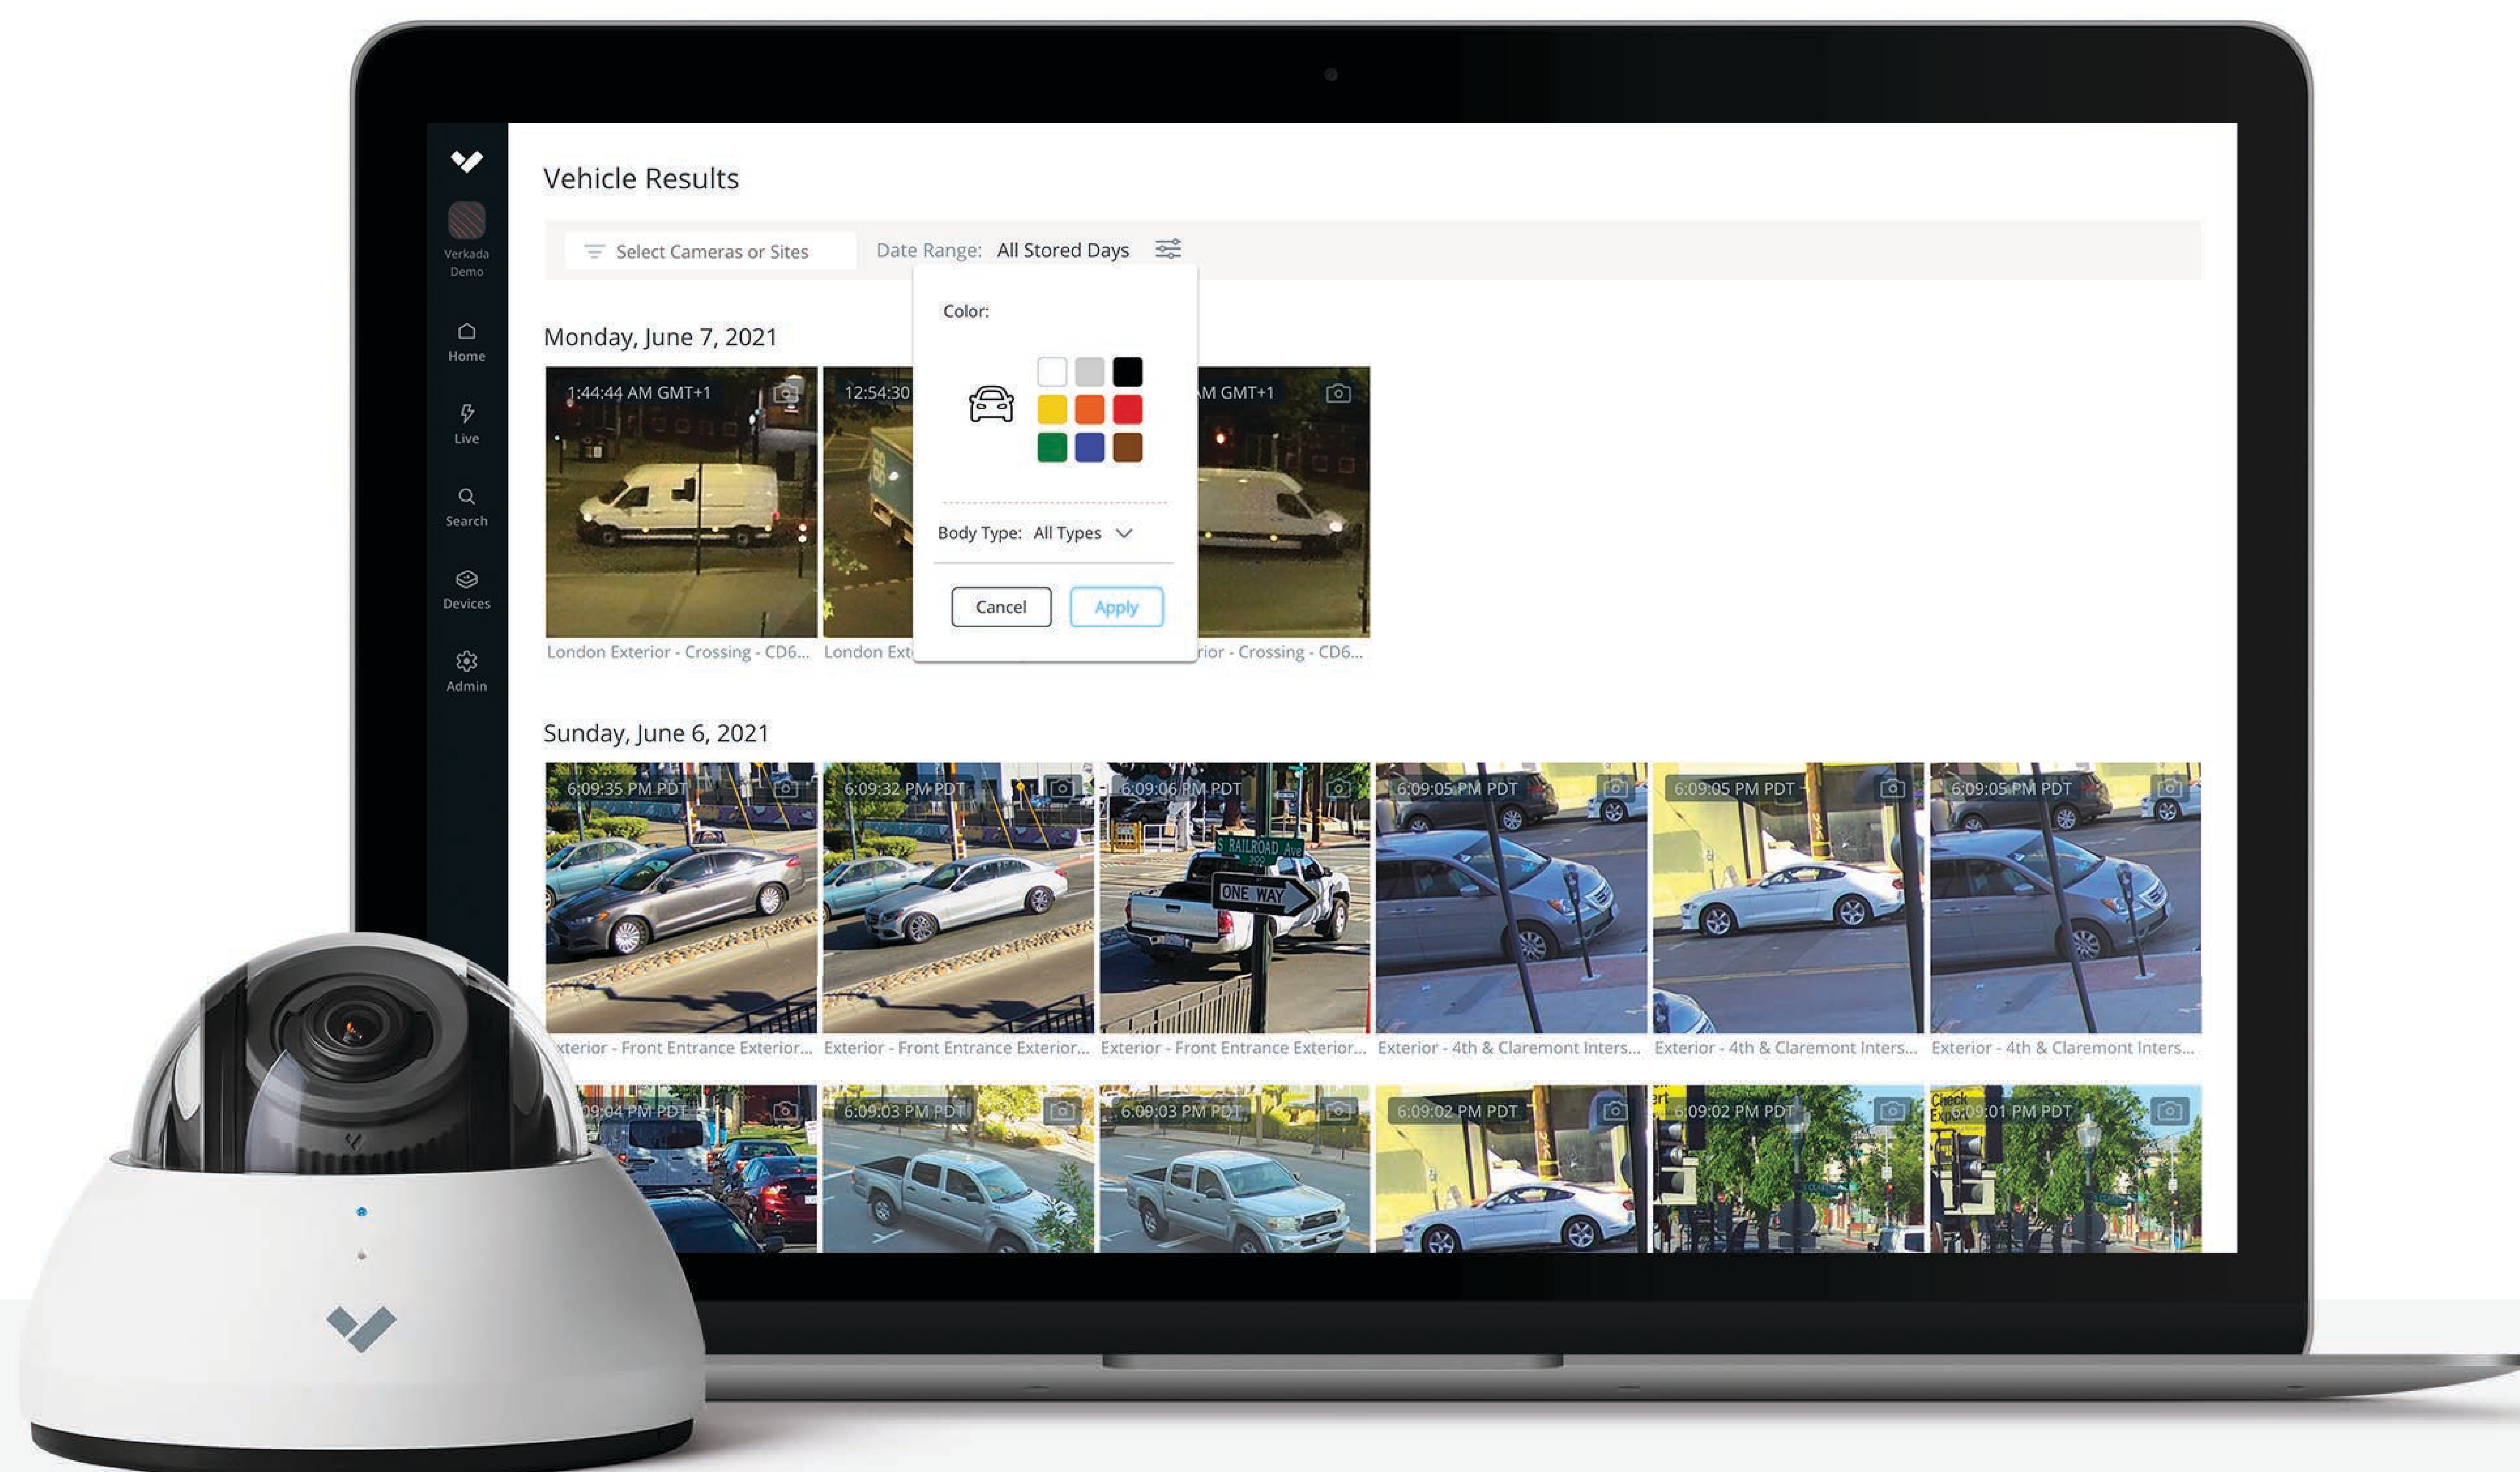 Vehicle Results
Verkada
Demo
Home
Live
Search
Devices
Admin
Select Cameras or Sites
Date Range: All Stored Days
Color:
Body Type: All Types
Cancel
Apply
Monday, June 7, 2021
1:44:44 AM GMT+1
12:54:30
AM GMT+1
London Exterior - Crossing - CD6...
London Ext
rior - Crossing - CD6...
Sunday, June 6, 2021
6:09:35 PM PDT
6:09:32 PM PDT
6:09:06 PM PDT
6:09:05 PM PDT
6:09:05 PM PDT
6:09:05 PM PDT
S RAILROAD Ave
300
ONE WAY
xterior - Front Entrance Exterior...
Exterior - Front Entrance Exterior...
Exterior - Front Entrance Exterior...
Exterior - 4th & Claremont Inters...
Exterior - 4th & Claremont Inters...
Exterior - 4th & Claremont Inters...
09:04 PM PDT
6:09:03 PM PDT
6:09:03 PM PDT
6:09:02 PM PDT
6:09:02 PM PDT
6:09:01 PM PDT
Check